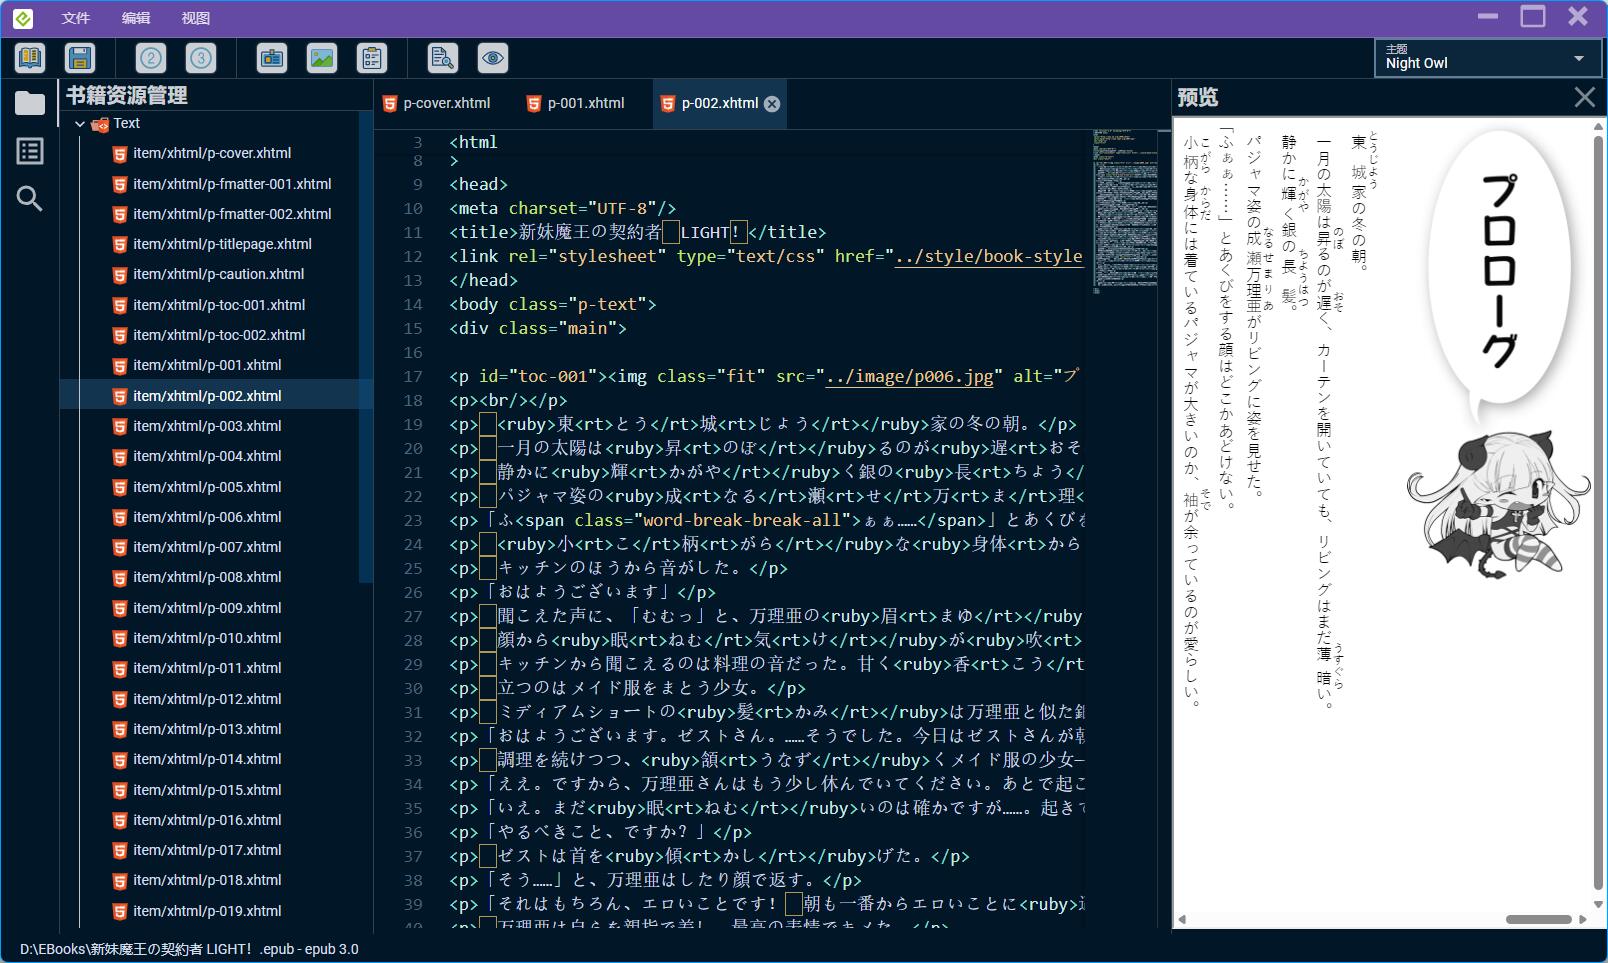 文件 编辑 视图
主题
Night Owl
书籍资源管理
Text
item/xhtml/p-cover.xhtml
item/xhtml/p-fmatter-001.xhtml
item/xhtml/p-fmatter-002.xhtml
item/xhtml/p-titlepage.xhtml
item/xhtml/p-caution.xhtml
item/xhtml/p-toc-001.xhtml
item/xhtml/p-toc-002.xhtml
item/xhtml/p-001.xhtml
item/xhtml/p-002.xhtml
item/xhtml/p-003.xhtml
item/xhtml/p-004.xhtml
item/xhtml/p-005.xhtml
item/xhtml/p-006.xhtml
item/xhtml/p-007.xhtml
item/xhtml/p-008.xhtml
item/xhtml/p-009.xhtml
item/xhtml/p-010.xhtml
item/xhtml/p-011.xhtml
item/xhtml/p-012.xhtml
item/xhtml/p-013.xhtml
item/xhtml/p-014.xhtml
item/xhtml/p-015.xhtml
item/xhtml/p-016.xhtml
item/xhtml/p-017.xhtml
item/xhtml/p-018.xhtml
item/xhtml/p-019.xhtml
p-cover.xhtml p-001.xhtml p-002.xhtml
3 <html
8 >
9 <head>
10 <meta charset="UTF-8"/>
11 <title>新妹魔王の契約者　LIGHT！</title>
12 <link rel="stylesheet" type="text/css" href="../style/book-style
13 </head>
14 <body class="p-text">
15 <div class="main">
16
17 <p id="toc-001"><img class="fit" src="../image/p006.jpg" alt="プ
18 <p><br/></p>
19 <p>　<ruby>東<rt>とう</rt>城<rt>じょう</rt></ruby>家の冬の朝。</p>
20 <p>　一月の太陽は<ruby>昇<rt>のぼ</rt></ruby>るのが<ruby>遅<rt>おそ
21 <p>　静かに<ruby>輝<rt>かがや</rt></ruby>く銀の<ruby>長<rt>ちょう</
22 <p>　パジャマ姿の<ruby>成<rt>なる</rt>瀬<rt>せ</rt>万<rt>ま</rt>理<
23 <p>「ふ<span class="word-break-break-all">ぁぁ……</span>」とあくびを
24 <p>　<ruby>小<rt>こ</rt>柄<rt>がら</rt></ruby>な<ruby>身体<rt>から
25 <p>　キッチンのほうから音がした。</p>
26 <p>「おはようございます」</p>
27 <p>　聞こえた声に、「むむっ」と、万理亜の<ruby>眉<rt>まゆ</rt></ruby
28 <p>　顔から<ruby>眠<rt>ねむ</rt>気<rt>け</rt></ruby>が<ruby>吹<rt>
29 <p>　キッチンから聞こえるのは料理の音だった。甘く<ruby>香<rt>こう</rt
30 <p>　立つのはメイド服をまとう少女。</p>
31 <p>　ミディアムショートの<ruby>髪<rt>かみ</rt></ruby>は万理亜と似た銀
32 <p>「おはようございます。ゼストさん。……そうでした。今日はゼストさんが朝
33 <p>　調理を続けつつ、<ruby>頷<rt>うなず</rt></ruby>くメイド服の少女―
34 <p>「ええ。ですから、万理亜さんはもう少し休んでいてください。あとで起こ
35 <p>「いえ。まだ<ruby>眠<rt>ねむ</rt></ruby>いのは確かですが……。起きて
36 <p>「やるべきこと、ですか？」</p>
37 <p>　ゼストは首を<ruby>傾<rt>かし</rt></ruby>げた。</p>
38 <p>「そう……」と、万理亜はしたり顔で返す。</p>
39 <p>「それはもちろん、エロいことです！　朝も一番からエロいことに<ruby>
40
预览
プロローグ
東城家の冬の朝。
とうじょう
一月の太陽は昇るのが遅く、カーテンを開いていても、リビングはまだ薄暗い。
のぼ おそ うすぐら
静かに輝く銀の長髪。
かがや ちょうはつ
パジャマ姿の成瀬万理亜がリビングに姿を見せた。
なるせまりあ
「ふぁぁ……」とあくびをする顔はどこかあどけない。
小柄な身体には着ているパジャマが大きいのか、袖が余っているのが愛らしい。
こがら からだ そで
D:\EBooks\新妹魔王の契約者 LIGHT！.epub - epub 3.0